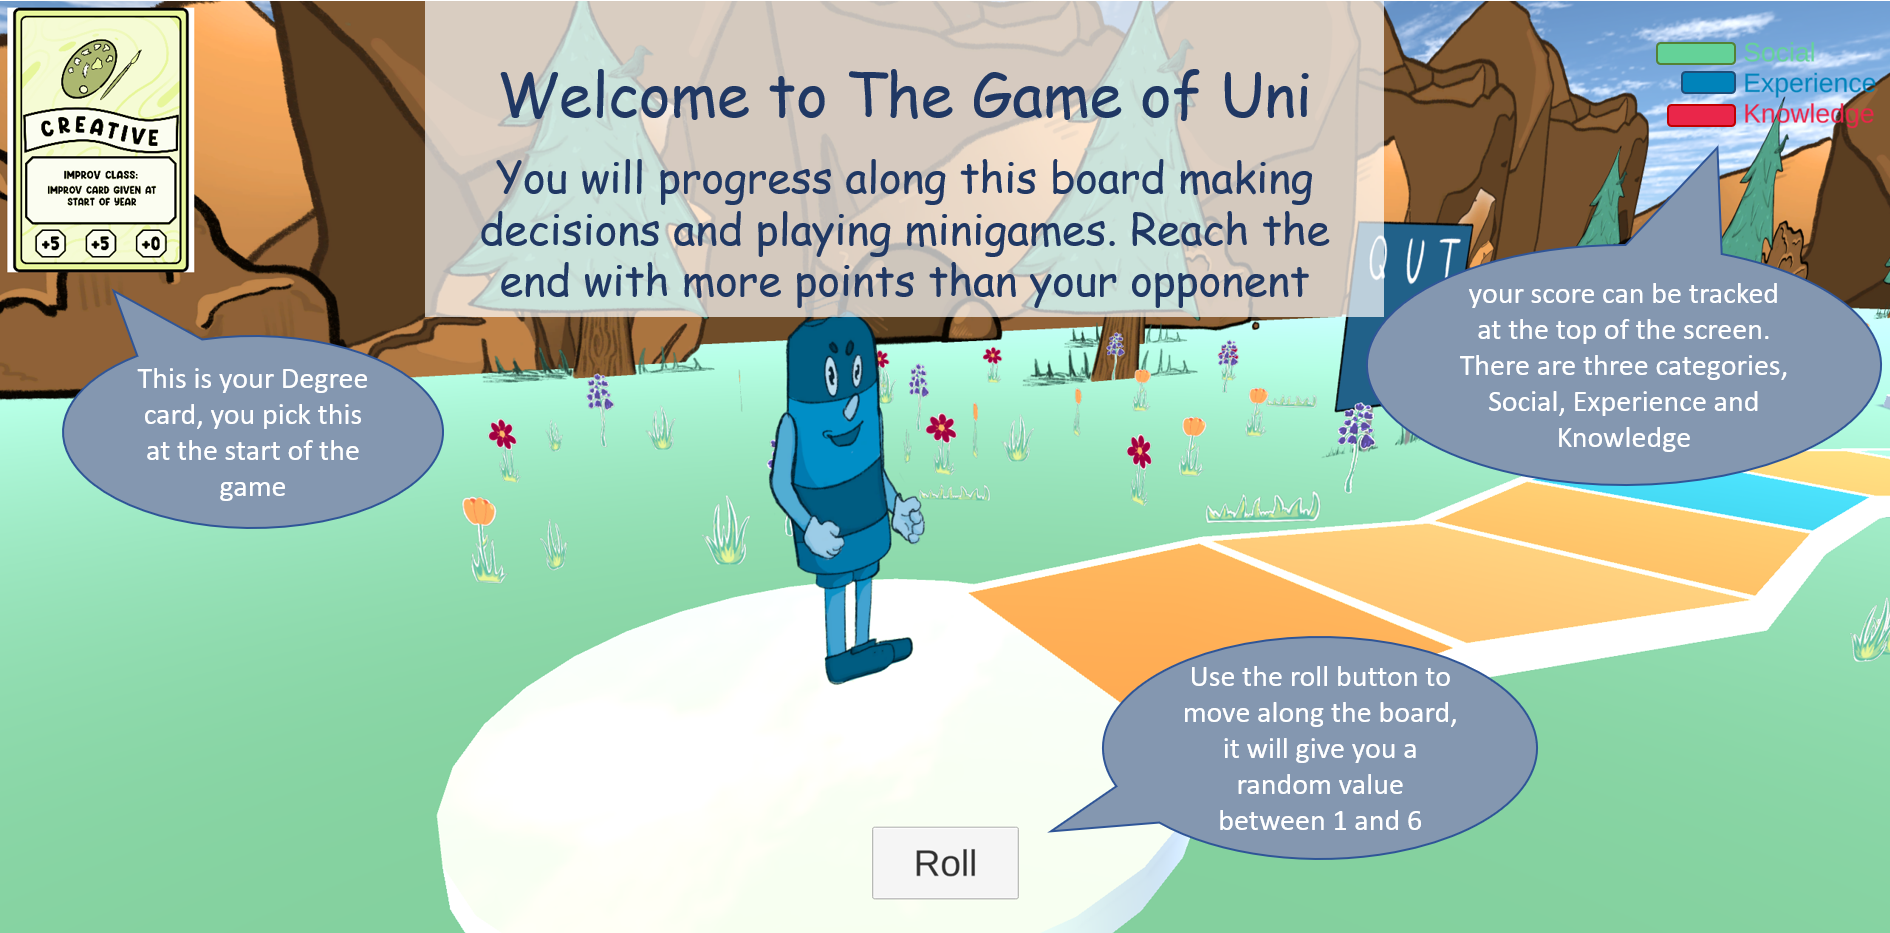 CREATIVE
IMPROV CLASS:
IMPROV CARD GIVEN AT
START OF YEAR
+5 +5 +0
Welcome to The Game of Uni
You will progress along this board making
decisions and playing minigames. Reach the
end with more points than your opponent
Social
Experience
Knowledge
QUT
This is your Degree
card, you pick this
at the start of the
game
your score can be tracked
at the top of the screen.
There are three categories,
Social, Experience and
Knowledge
Use the roll button to
move along the board,
it will give you a
random value
between 1 and 6
Roll